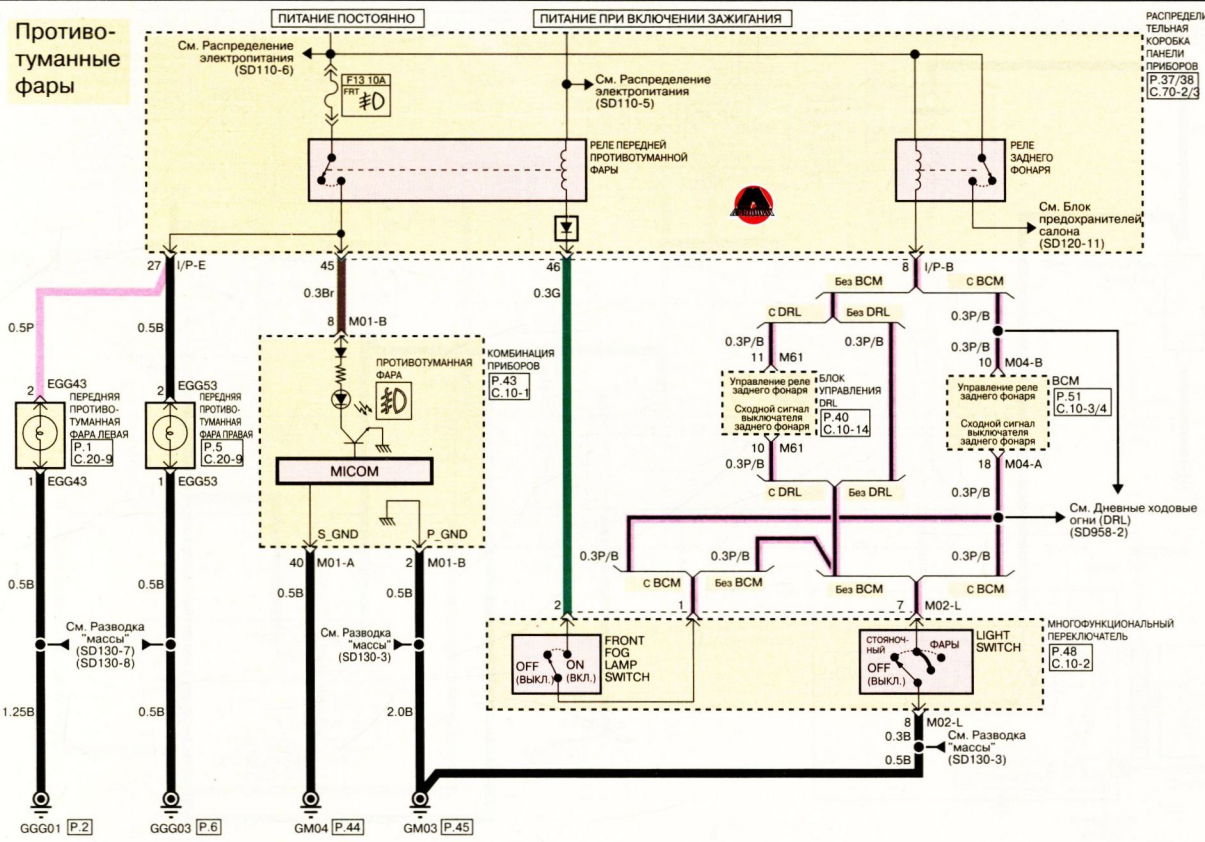 Противо-
туманные
фары
ПИТАНИЕ ПОСТОЯННО
ПИТАНИЕ ПРИ ВКЛЮЧЕНИИ ЗАЖИГАНИЯ
РАСПРЕДЕЛИ
ТЕЛЬНАЯ
КОРОБКА
ПАНЕЛИ
ПРИБОРОВ
P.37/38
C.70-2/3
См. Распределение
электропитания
(SD110-6)
F13 10A
FRT
См. Распределение
электропитания
(SD110-5)
РЕЛЕ ПЕРЕДНЕЙ
ПРОТИВОТУМАННОЙ
ФАРЫ
РЕЛЕ
ЗАДНЕГО
ФОНАРЯ
См. Блок
предохранителей
салона
(SD120-11)
27 I/P-E
45
46
8 I/P-B
0.5P
0.5B
0.3Br
0.3G
8 M01-B
Без BCM
С BCM
С DRL
Без DRL
0.3P/B
0.3P/B
0.3P/B
0.3P/B
11 M61
10 M04-B
КОМБИНАЦИЯ
ПРИБОРОВ
P.43
C.10-1
ПРОТИВОТУМАННАЯ
ФАРА
MICOM
S_GND
P_GND
Управление реле
заднего фонаря
Сходной сигнал
выключателя
заднего фонаря
БЛОК
УПРАВЛЕНИЯ
DRL
P.40
C.10-14
Управление реле
заднего фонаря
Сходной сигнал
выключателя
заднего фонаря
BCM
P.51
C.10-3/4
2 EGG43
ПЕРЕДНЯЯ
ПРОТИВО-
ТУМАННАЯ
ФАРА ЛЕВАЯ
P.1
C.20-9
1 EGG43
2 EGG53
ПЕРЕДНЯЯ
ПРОТИВО-
ТУМАННАЯ
ФАРА ПРАВАЯ
P.5
C.20-9
1 EGG53
10 M61
0.3P/B
18 M04-A
0.3P/B
С DRL
Без DRL
См. Дневные ходовые
огни (DRL)
(SD958-2)
40 M01-A
2 M01-B
0.5B
0.5B
0.5B
0.5B
0.3P/B
0.3P/B
0.3P/B
С BCM
Без BCM
Без BCM
С BCM
2
1
7 M02-L
См. Разводка
"массы"
(SD130-7)
(SD130-8)
См. Разводка
"массы"
(SD130-3)
FRONT
FOG
LAMP
SWITCH
OFF
(ВЫКЛ.)
ON
(ВКЛ.)
СТОЯНОЧ-
НЫЙ
ФАРЫ
OFF
(ВЫКЛ.)
LIGHT
SWITCH
МНОГОФУНКЦИОНАЛЬНЫЙ
ПЕРЕКЛЮЧАТЕЛЬ
P.48
C.10-2
1.25B
0.5B
2.0B
8 M02-L
0.3B
0.5B
См. Разводка
"массы"
(SD130-3)
GGG01 P.2
GGG03 P.6
GM04 P.44
GM03 P.45